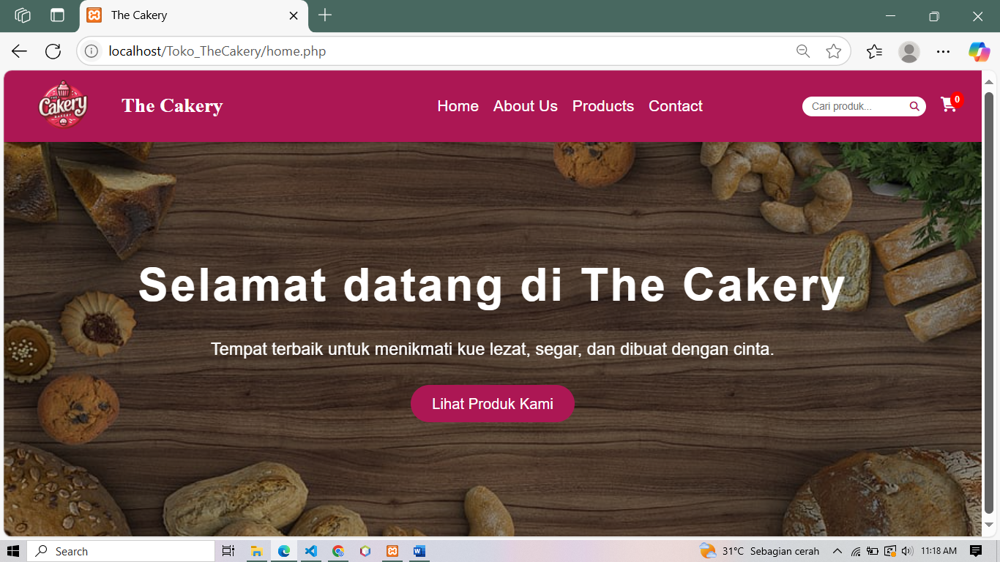 The Cakery
localhost/Toko_TheCakery/home.php
Cakery
BAKERY
The Cakery
Home About Us Products Contact
Cari produk...
0
Selamat datang di The Cakery
Tempat terbaik untuk menikmati kue lezat, segar, dan dibuat dengan cinta.
Lihat Produk Kami
Search
31°C Sebagian cerah
11:18 AM